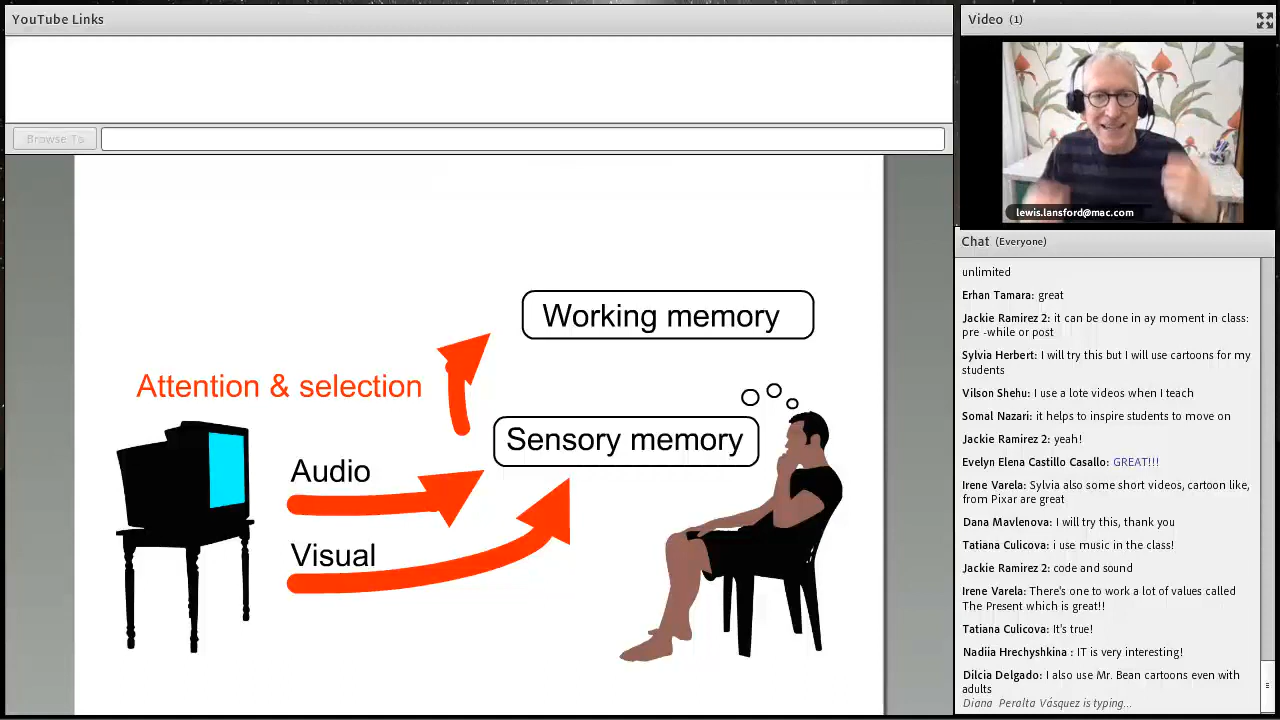 YouTube Links
Browse To
Working memory
Attention & selection
Sensory memory
Audio
Visual
Video (1)
lewis.lansford@mac.com
Chat (Everyone)
unlimited
Erhan Tamara: great
Jackie Ramirez 2: it can be done in ay moment in class:
pre -while or post
Sylvia Herbert: I will try this but I will use cartoons for my
students
Vilson Shehu: I use a lote videos when I teach
Somal Nazari: it helps to inspire students to move on
Jackie Ramirez 2: yeah!
Evelyn Elena Castillo Casallo: GREAT!!!
Irene Varela: Sylvia also some short videos, cartoon like,
from Pixar are great
Dana Mavlenova: I will try this, thank you
Tatiana Culicova: i use music in the class!
Jackie Ramirez 2: code and sound
Irene Varela: There's one to work a lot of values called
The Present which is great!!
Tatiana Culicova: It's true!
Nadiia Hrechyshkina : IT is very interesting!
Dilcia Delgado: I also use Mr. Bean cartoons even with
adults
Diana Peralta Vásquez is typing...